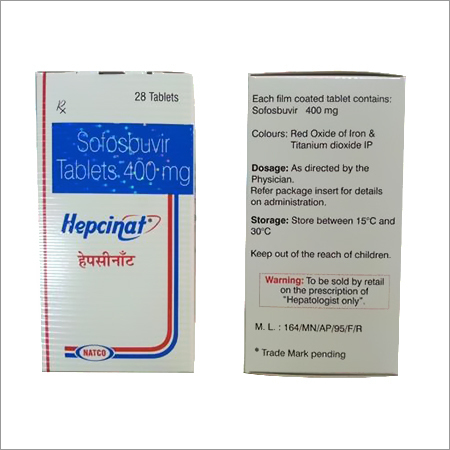 28 Tablets
Rx
Sofosbuvir
Tablets 400 mg
Hepcinat*
हेपसीनाँट
NATCO
Each film coated tablet contains:
Sofosbuvir 400 mg
Colours: Red Oxide of Iron &
Titanium dioxide IP
Dosage: As directed by the
Physician.
Refer package insert for details
on administration.
Storage: Store between 15°C and
30°C
Keep out of the reach of children.
Warning: To be sold by retail
on the prescription of
"Hepatologist only".
M. L. : 164/MN/AP/95/F/R
* Trade Mark pending